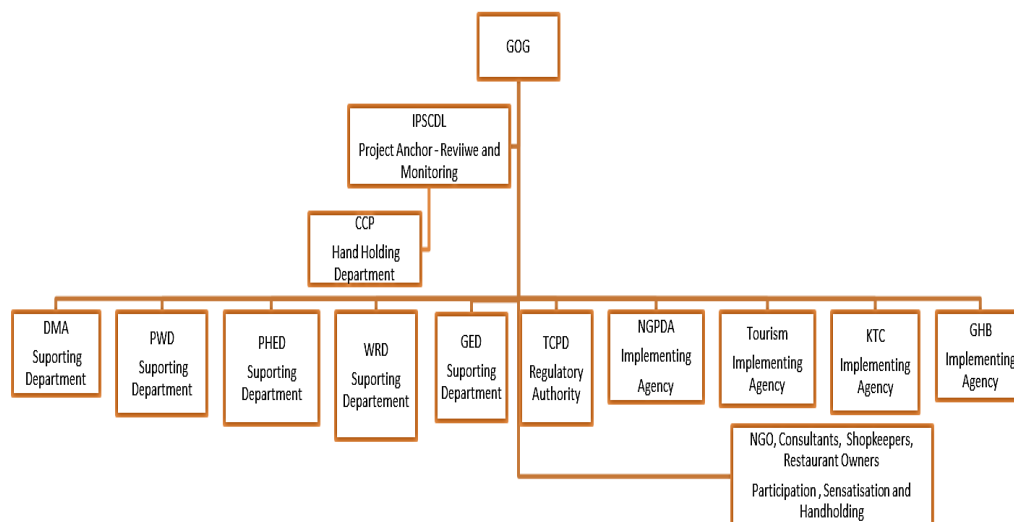 GOG
IPSCDL
Project Anchor - Reviiwe and
Monitoring
CCP
Hand Holding
Department
DMA
Suporting
Department
PWD
Suporting
Department
PHED
Suporting
Department
WRD
Suporting
Departement
GED
Suporting
Department
TCPD
Regulatory
Authority
NGPDA
Implementing
Agency
Tourism
Implementing
Agency
KTC
Implementing
Agency
GHB
Implementing
Agency
NGO, Consultants, Shopkeepers,
Restaurant Owners
Participation , Sensatisation and
Handholding